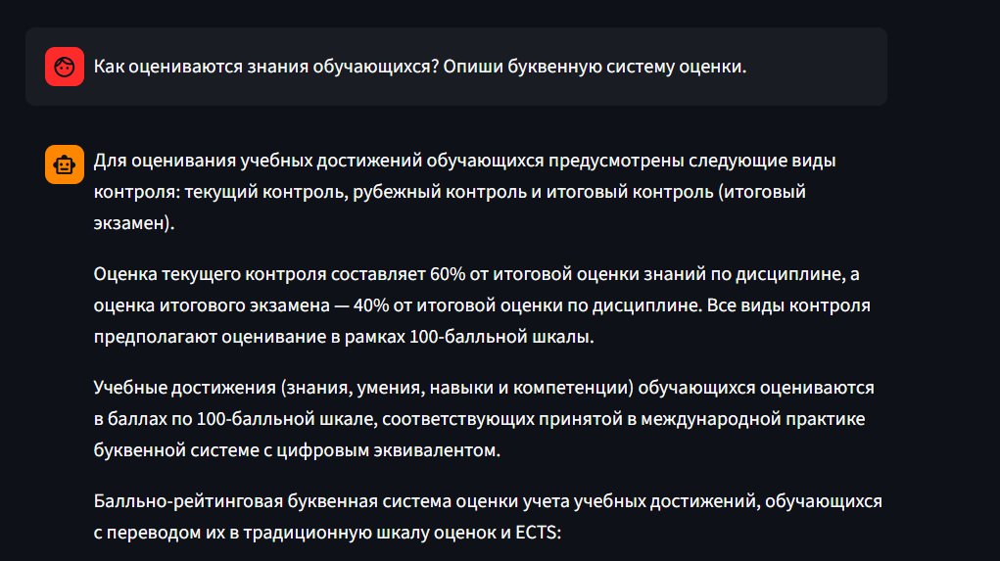 Как оцениваются знания обучающихся? Опиши буквенную систему оценки.
Для оценивания учебных достижений обучающихся предусмотрены следующие виды
контроля: текущий контроль, рубежный контроль и итоговый контроль (итоговый
экзамен).
Оценка текущего контроля составляет 60% от итоговой оценки знаний по дисциплине, а
оценка итогового экзамена — 40% от итоговой оценки по дисциплине. Все виды контроля
предполагают оценивание в рамках 100-балльной шкалы.
Учебные достижения (знания, умения, навыки и компетенции) обучающихся оцениваются
в баллах по 100-балльной шкале, соответствующих принятой в международной практике
буквенной системе с цифровым эквивалентом.
Балльно-рейтинговая буквенная система оценки учета учебных достижений, обучающихся
с переводом их в традиционную шкалу оценок и ECTS: